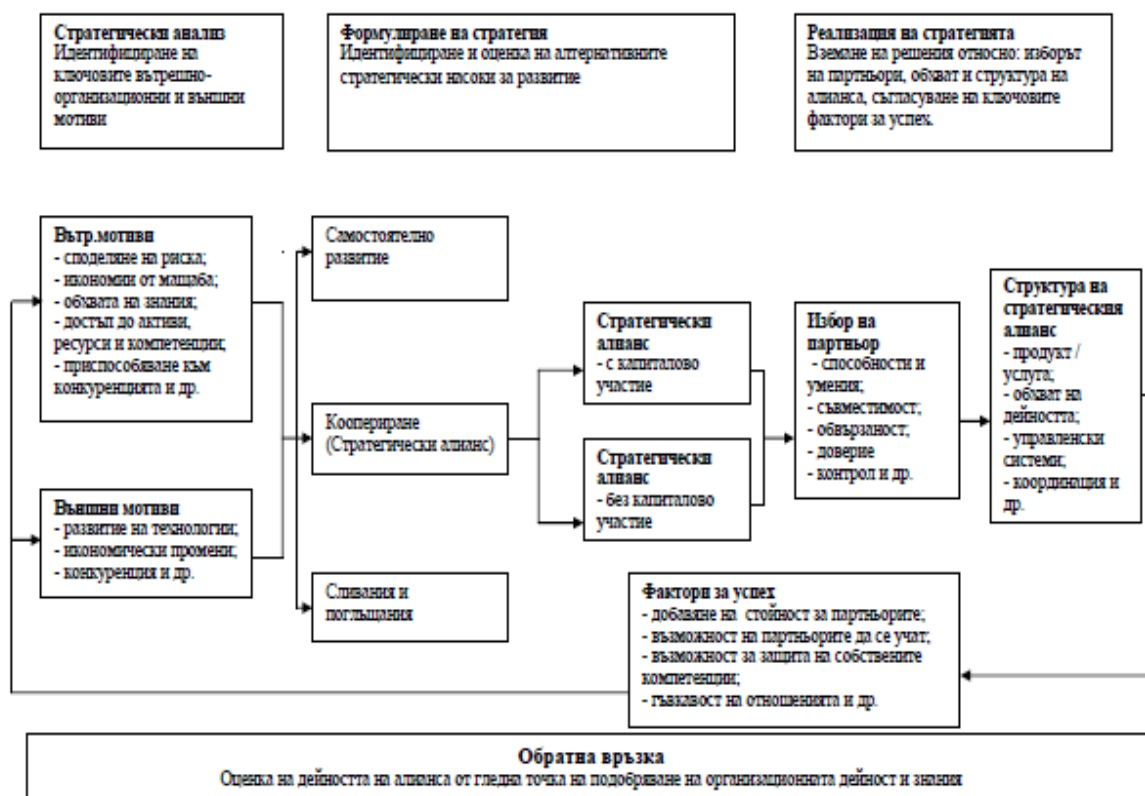 Стратегически анализ
Идентифициране на
ключовите вътрешно-
организационни и външни
мотиви
Формулиране на стратегия
Идентифициране и оценка на алтернативните
стратегически насоки за развитие
Реализация на стратегията
Вземане на решения относно: изборът
на партньори, обхват и структура на
алианса, съгласуване на ключовите
фактори за успех.
Вътр.мотиви
- споделяне на риска;
- икономии от мащаба;
- обхвата на знания;
- достъп до активи,
ресурси и компетенции;
- приспособяване към
конкуренцията и др.
Външни мотиви
- развитие на технологии;
- икономически промени;
- конкуренция и др.
Самостоятелно
развитие
Коопериране
(Стратегически алианс)
Сливания и
поглъщания
Стратегически
алианс
- с капиталово
участие
Стратегически
алианс
- без капиталово
участие
Избор на
партньор
- способности и
умения;
- съвместимост;
- обвързаност;
- доверие
- контрол и др.
Структура на
стратегическия
алианс
- продукт /
услуга;
- обхват на
дейността;
- управленски
системи;
- координация и
др.
Фактори за успех
- добавяне на стойност за партньорите;
- възможност на партньорите да се учат;
- възможност за защита на собствените
компетенции;
- гъвкавост на отношенията и др.
Обратна връзка
Оценка на дейността на алианса от гледна точка на подобряване на организационната дейност и знания